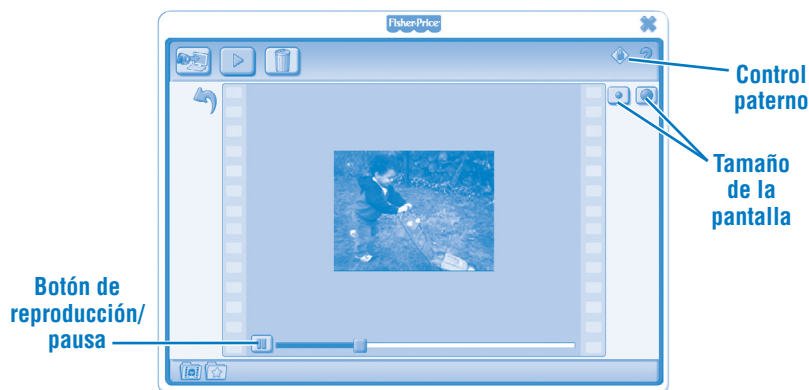 Fisher-Price
?
Control
paterno
Tamaño
de la
pantalla
Botón de
reproducción/
pausa